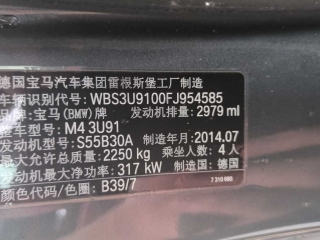 德国宝马汽车集团雷根斯堡工厂制造
车辆识别代号: WBS3U9100FJ954585
发动机排量: 2979 ml
品牌: 宝马(BMW)牌
型号: M4 3U91 制造年月: 2014.07
发动机型号: S55B30A
最大允许总质量: 2250 kg 乘坐人数: 4人
发动机最大净功率: 317 kW 制造国: 德国
颜色代码/色圈: B39/7